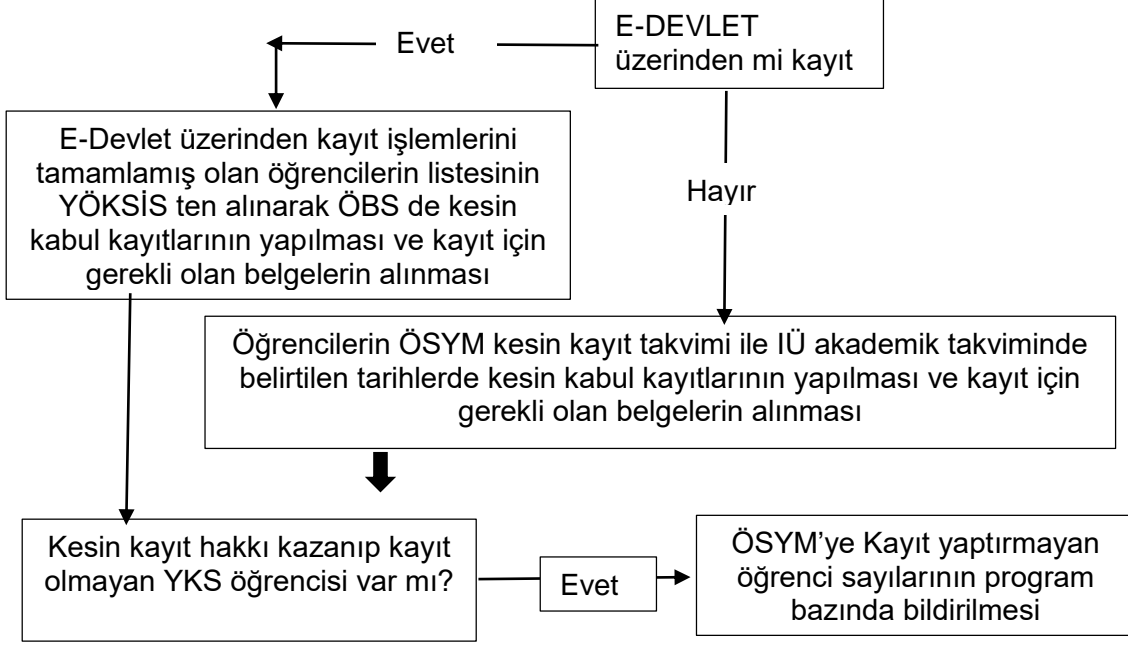 E-DEVLET
üzerinden mi kayıt
Evet
E-Devlet üzerinden kayıt işlemlerini
tamamlamış olan öğrencilerin listesinin
YÖKSİS ten alınarak ÖBS de kesin
kabul kayıtlarının yapılması ve kayıt için
gerekli olan belgelerin alınması
Hayır
Öğrencilerin ÖSYM kesin kayıt takvimi ile IÜ akademik takviminde
belirtilen tarihlerde kesin kabul kayıtlarının yapılması ve kayıt için
gerekli olan belgelerin alınması
Kesin kayıt hakkı kazanıp kayıt
olmayan YKS öğrencisi var mı?
Evet
ÖSYM’ye Kayıt yaptırmayan
öğrenci sayılarının program
bazında bildirilmesi